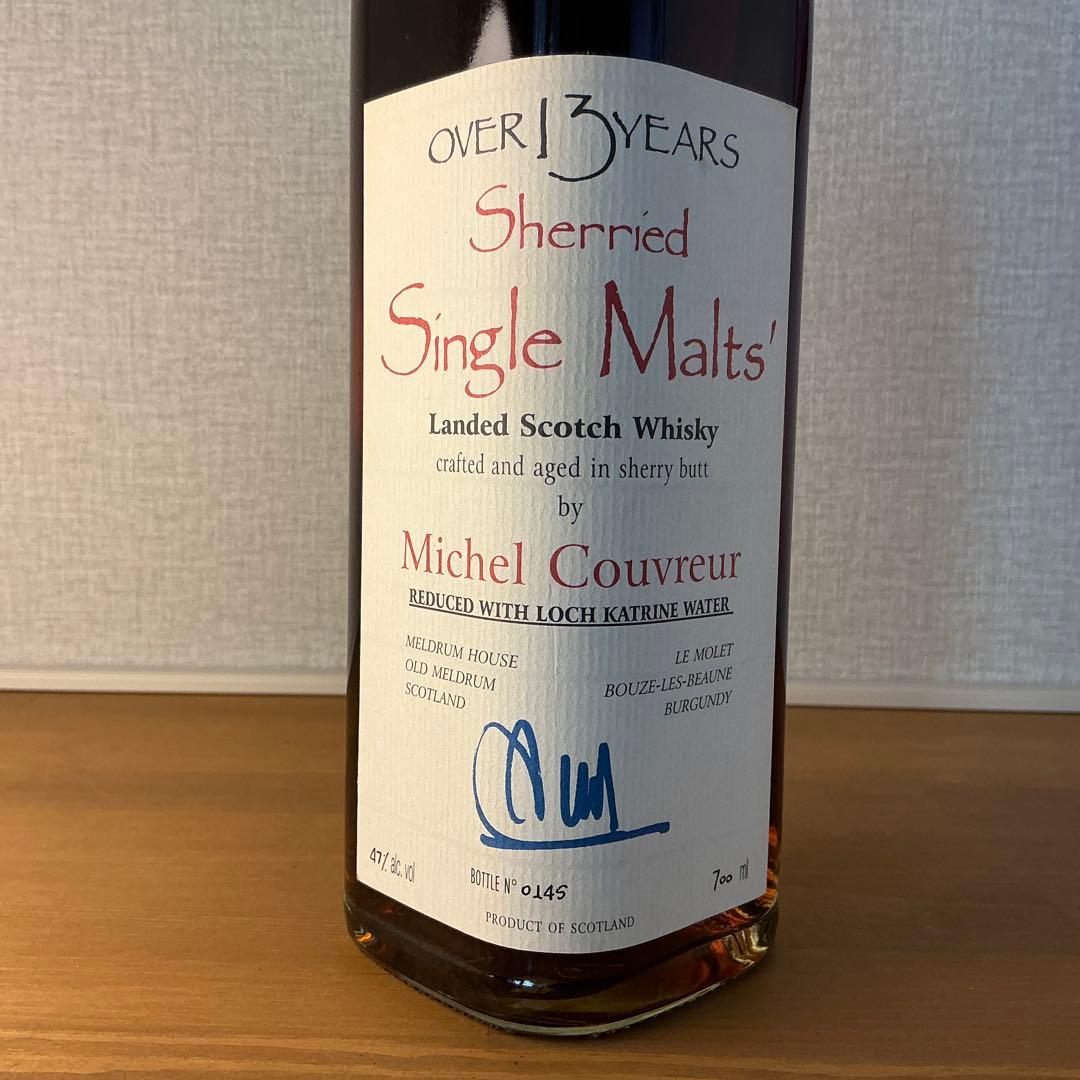 OVER 13 YEARS
Sherried
Single Malts'
Landed Scotch Whisky
crafted and aged in sherry butt
by
Michel Couvreur
REDUCED WITH LOCH KATRINE WATER
MELDRUM HOUSE
OLD MELDRUM
SCOTLAND
LE MOLET
BOUZE-LES-BEAUNE
BURGUNDY
47% alc. vol
BOTTLE N° 0145
700 ml
PRODUCT OF SCOTLAND